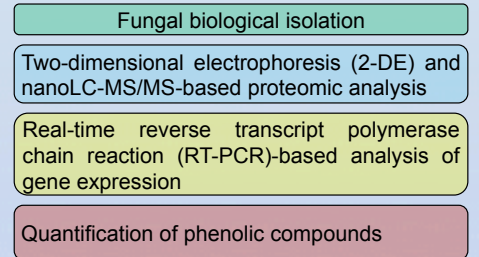 Fungal biological isolation
Two-dimensional electrophoresis (2-DE) and
nanoLC-MS/MS-based proteomic analysis
Real-time reverse transcript polymerase
chain reaction (RT-PCR)-based analysis of
gene expression
Quantification of phenolic compounds